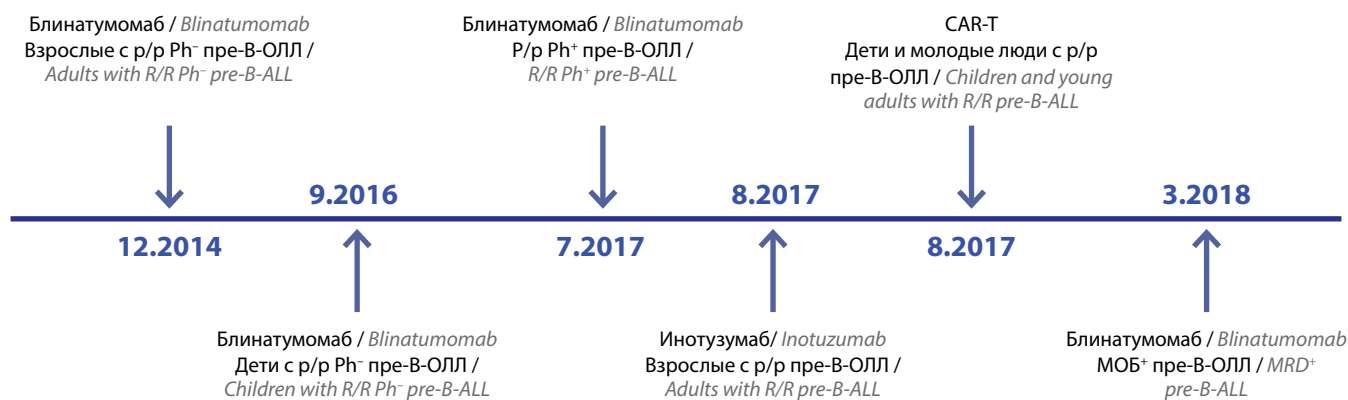 Блинатумомаб / Blinatumomab
Взрослые с р/р Ph⁻ пре-В-ОЛЛ /
Adults with R/R Ph⁻ pre-B-ALL
Блинатумомаб / Blinatumomab
Р/р Ph⁺ пре-В-ОЛЛ /
R/R Ph⁺ pre-B-ALL
CAR-T
Дети и молодые люди с р/р
пре-В-ОЛЛ / Children and young
adults with R/R pre-B-ALL
9.2016
8.2017
3.2018
12.2014
7.2017
8.2017
Блинатумомаб / Blinatumomab
Дети с р/р Ph⁻ пре-В-ОЛЛ /
Children with R/R Ph⁻ pre-B-ALL
Инотузумаб/ Inotuzumab
Взрослые с р/р пре-В-ОЛЛ /
Adults with R/R pre-B-ALL
Блинатумомаб / Blinatumomab
МОБ⁺ пре-В-ОЛЛ / MRD⁺
pre-B-ALL